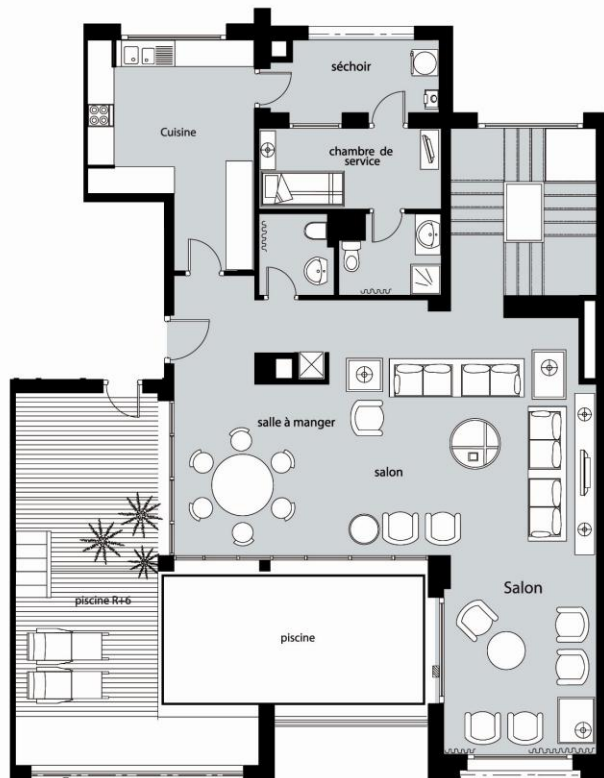 séchoir
Cuisine
chambre de
service
salle à manger
salon
Salon
piscine R+6
piscine